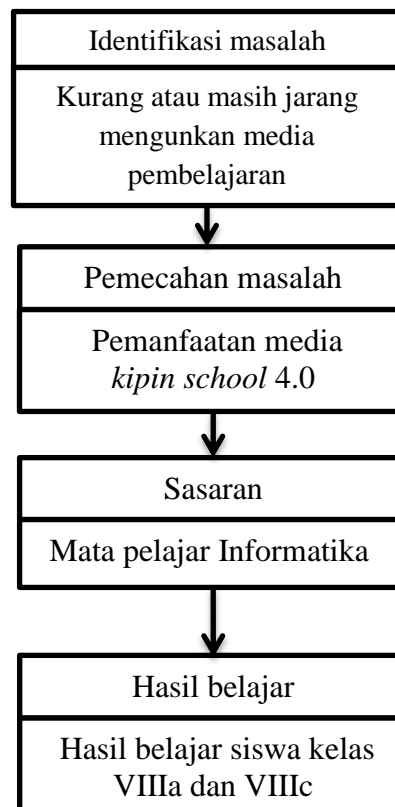 Identifikasi masalah
Kurang atau masih jarang
mengunkan media
pembelajaran
Pemecahan masalah
Pemanfaatan media
kipin school 4.0
Sasaran
Mata pelajar Informatika
Hasil belajar
Hasil belajar siswa kelas
VIIIa dan VIIIc